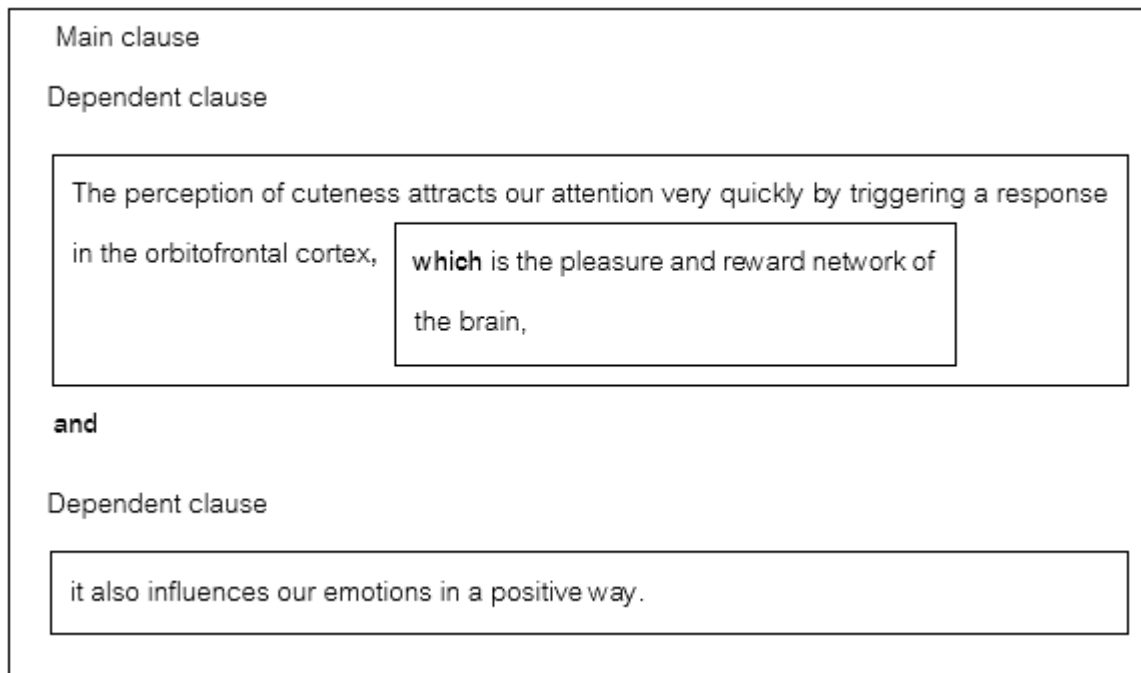 Main clause
Dependent clause
The perception of cuteness attracts our attention very quickly by triggering a response
in the orbitofrontal cortex,
which is the pleasure and reward network of
the brain,
and
Dependent clause
it also influences our emotions in a positive way.